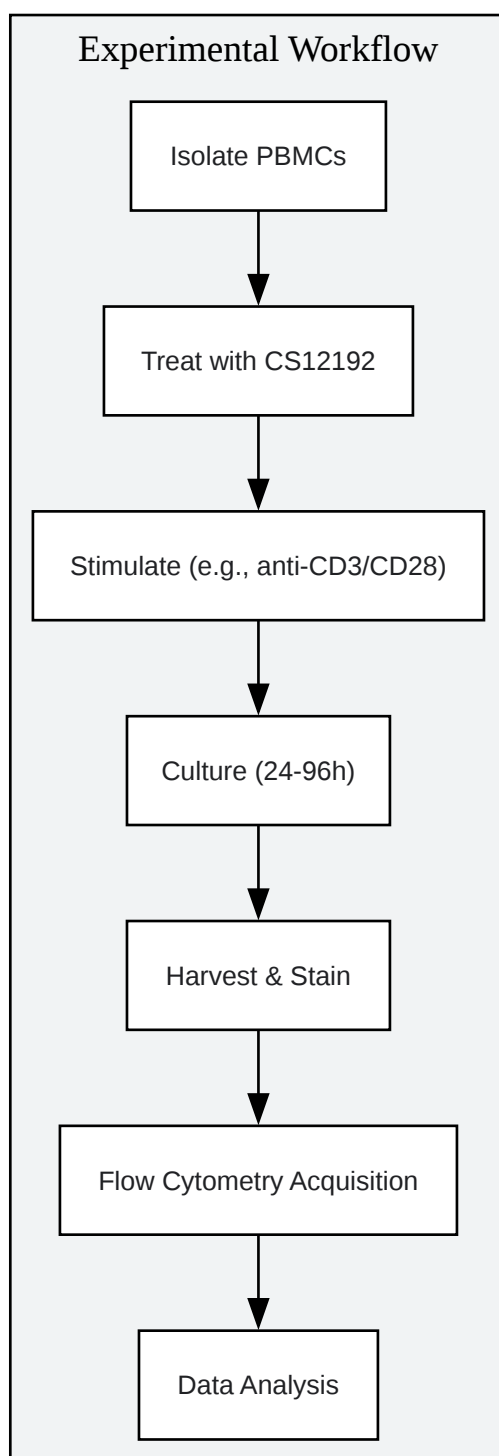 Experimental Workflow
Isolate PBMCs
Treat with CS12192
Stimulate (e.g., anti-CD3/CD28)
Culture (24-96h)
Harvest & Stain
Flow Cytometry Acquisition
Data Analysis